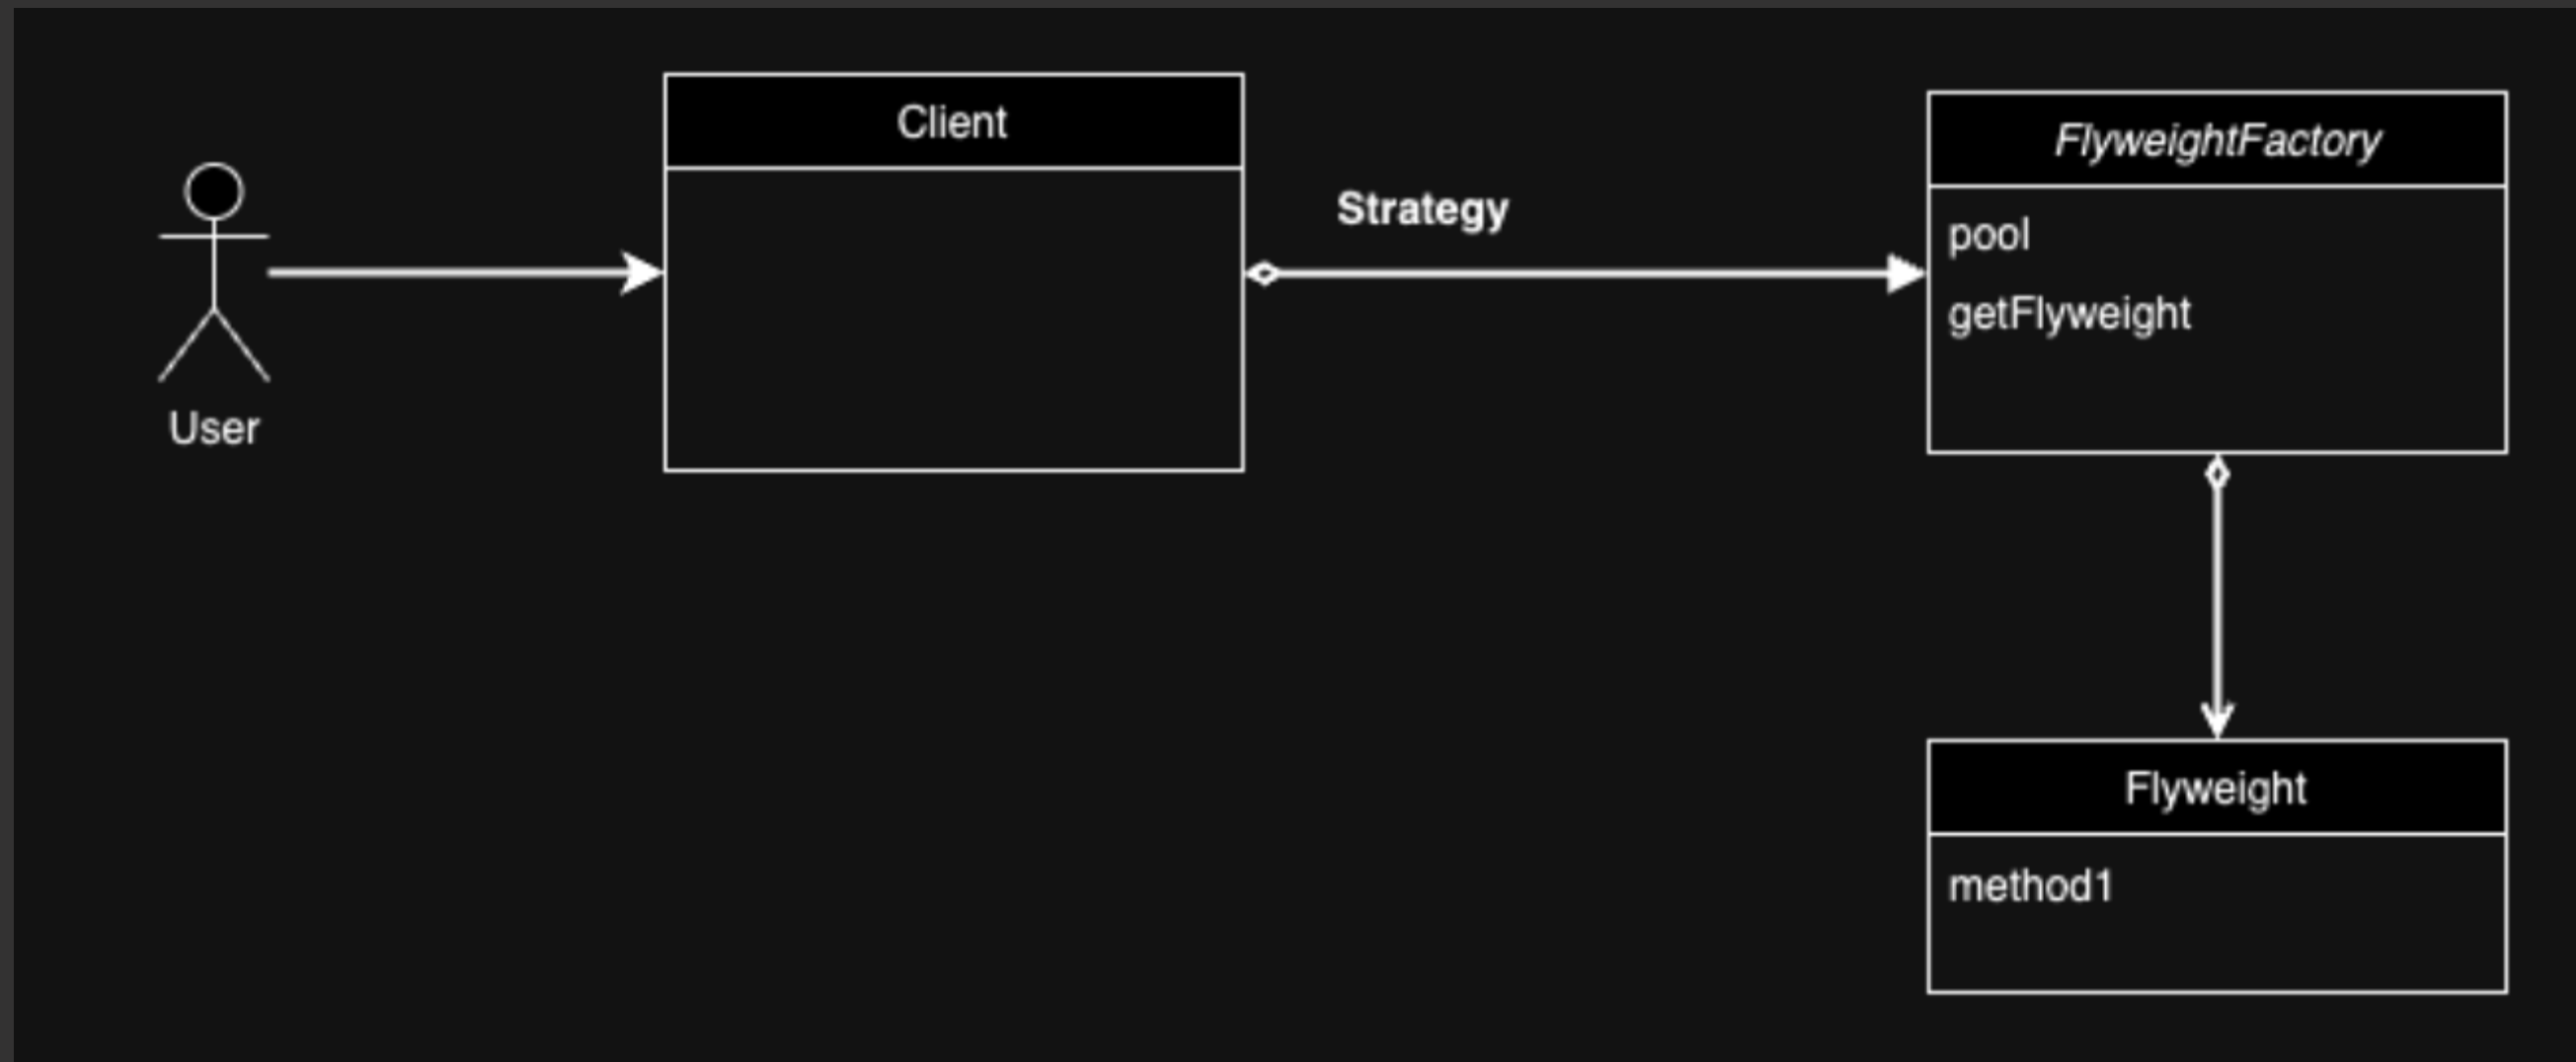 User
Client
Strategy
FlyweightFactory
pool
getFlyweight
Flyweight
method1